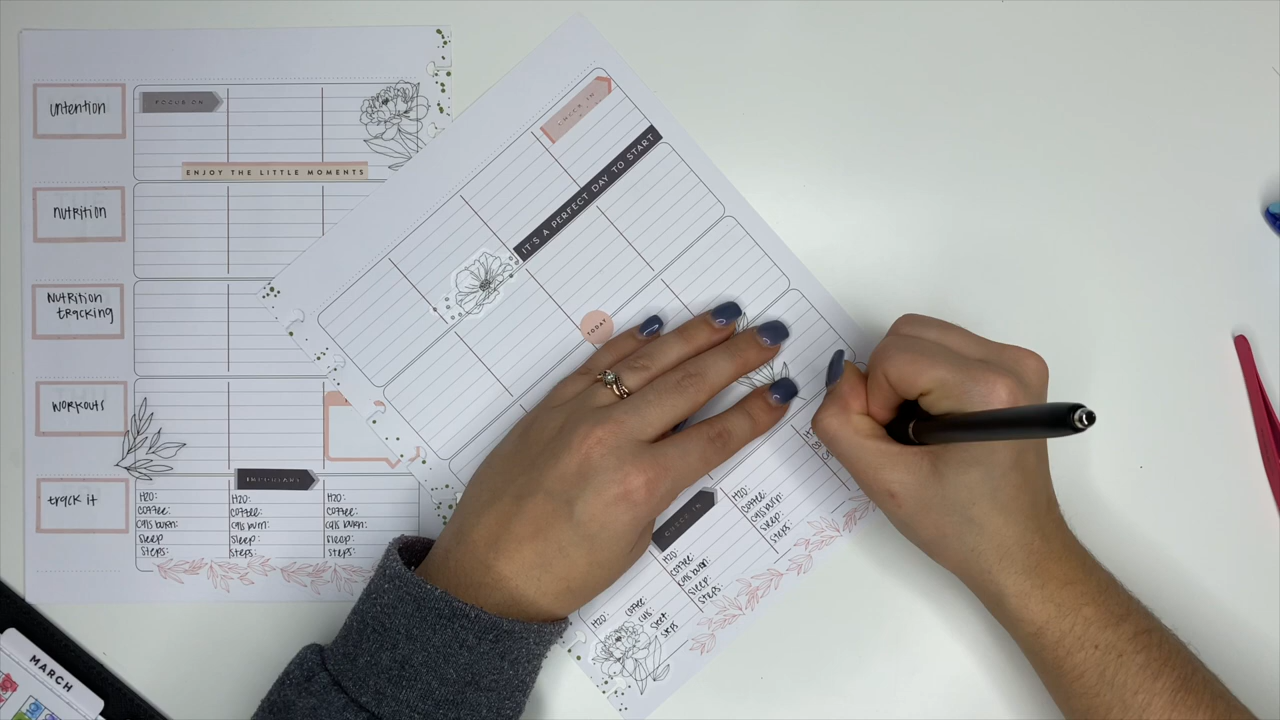 intention
FOCUS ON
ENJOY THE LITTLE MOMENTS
nutrition
Nutrition
tracking
workouts
track it
H2O:
coffee:
cals burn:
sleep
steps:
H2O:
coffee:
cals burn:
sleep:
steps:
H2O:
coffee:
cals burn:
sleep:
steps:
IT'S A PERFECT DAY TO START
TODAY
CHECK IN
H2O:
coffee:
cals burn:
sleep:
steps:
H2O:
coffee:
cals burn:
sleep:
steps:
H2O:
coffee:
cals:
sleep
steps
MARCH